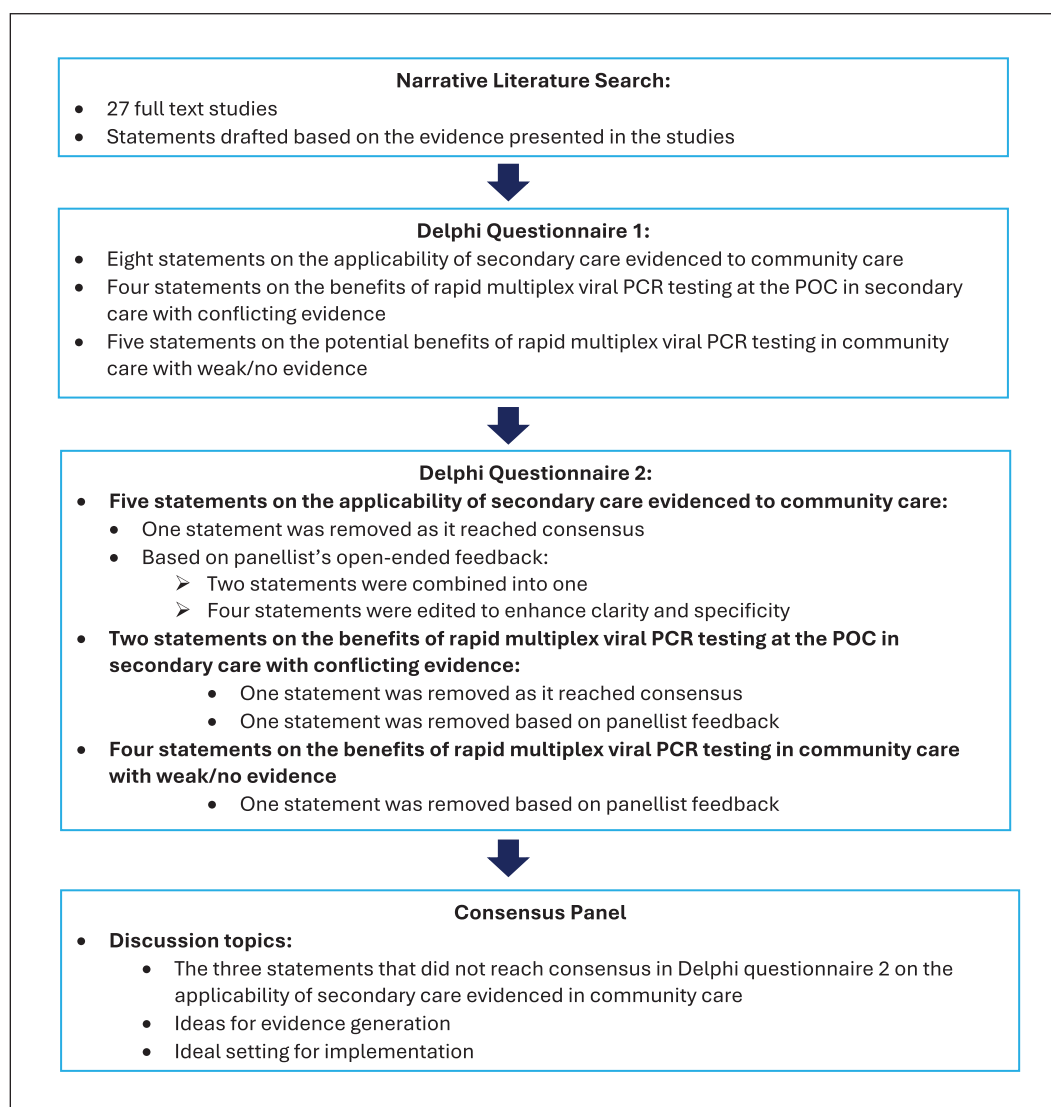 Narrative Literature Search:
• 27 full text studies
• Statements drafted based on the evidence presented in the studies
Delphi Questionnaire 1:
• Eight statements on the applicability of secondary care evidenced to community care
• Four statements on the benefits of rapid multiplex viral PCR testing at the POC in secondary
care with conflicting evidence
• Five statements on the potential benefits of rapid multiplex viral PCR testing in community
care with weak/no evidence
Delphi Questionnaire 2:
• Five statements on the applicability of secondary care evidenced to community care:
• One statement was removed as it reached consensus
• Based on panellist's open-ended feedback:
➢ Two statements were combined into one
➢ Four statements were edited to enhance clarity and specificity
• Two statements on the benefits of rapid multiplex viral PCR testing at the POC in
secondary care with conflicting evidence:
• One statement was removed as it reached consensus
• One statement was removed based on panellist feedback
• Four statements on the benefits of rapid multiplex viral PCR testing in community care
with weak/no evidence
• One statement was removed based on panellist feedback
Consensus Panel
• Discussion topics:
• The three statements that did not reach consensus in Delphi questionnaire 2 on the
applicability of secondary care evidenced in community care
• Ideas for evidence generation
• Ideal setting for implementation